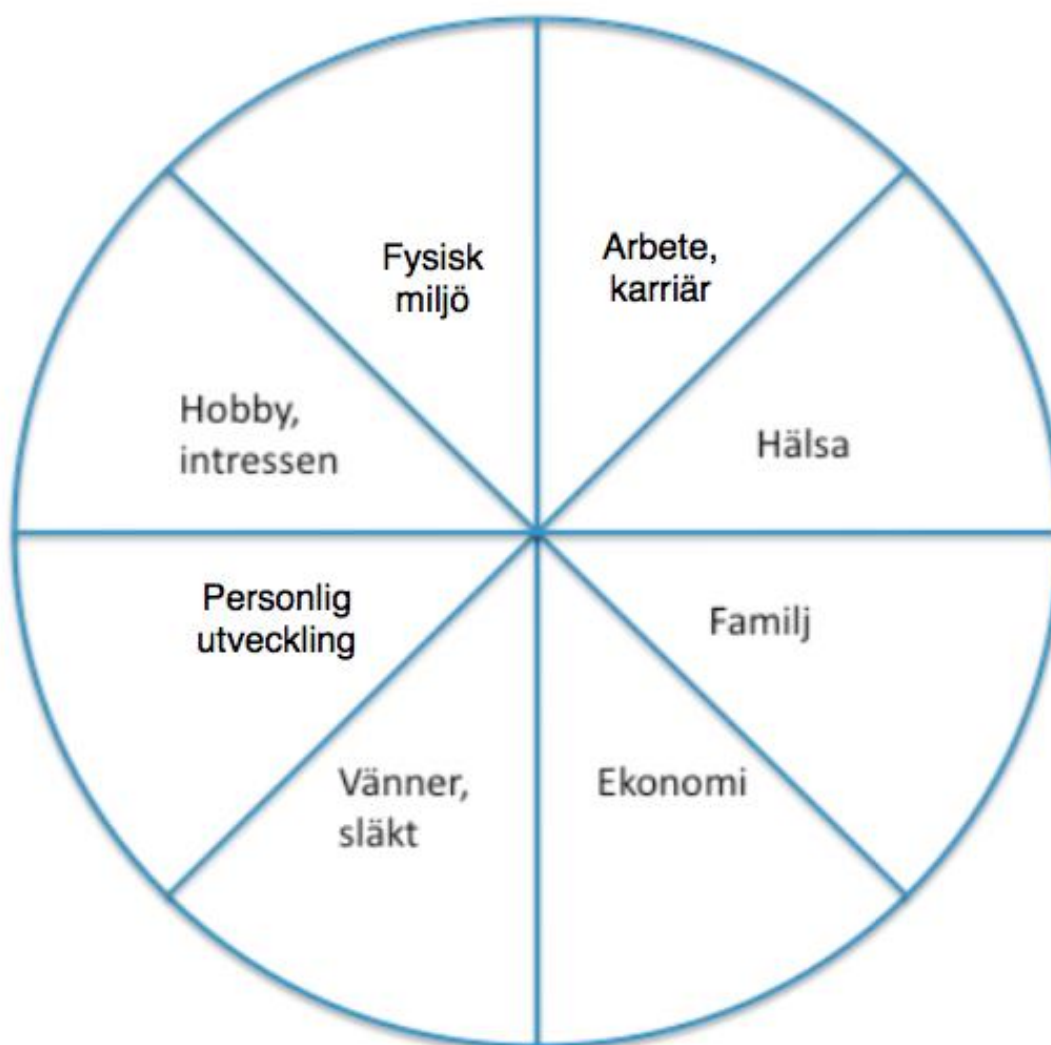 Fysisk
miljö
Arbete,
karriär
Hobby,
intressen
Hälsa
Personlig
utveckling
Familj
Vänner,
släkt
Ekonomi